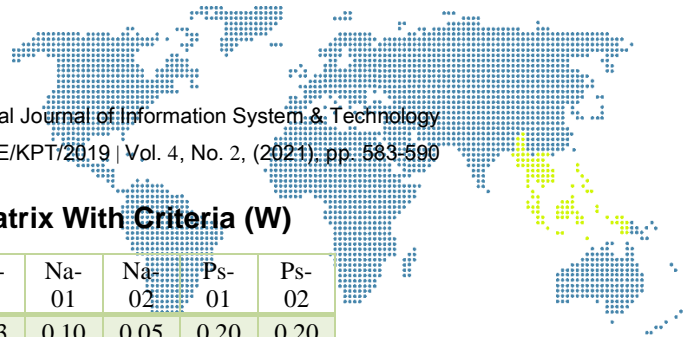 al Journal of Information System & Technology
E/KPT/2019 | Vol. 4, No. 2, (2021), pp. 583-590
atrix With Criteria (W)
- Na- Na- Ps- Ps-
01 02 01 02
3 0.10 0.05 0.20 0.20